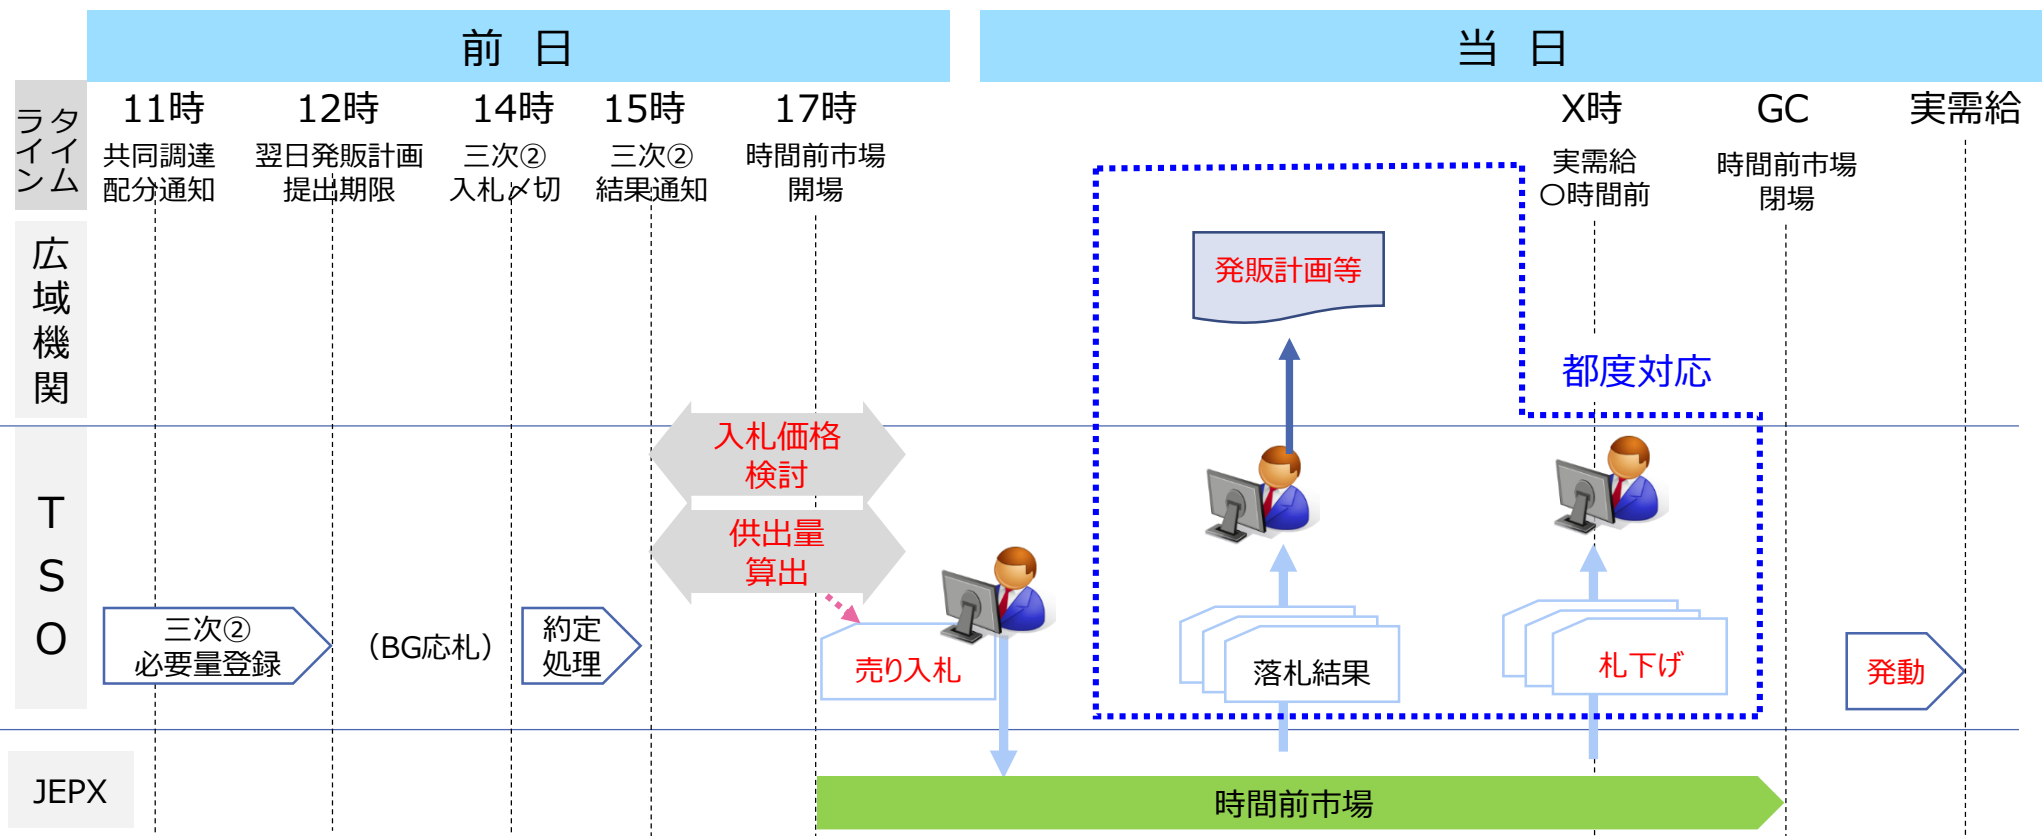 前 日
当 日
タイム
ライン
11時
共同調達
配分通知
12時
翌日発販計画
提出期限
14時
三次②
入札〆切
15時
三次②
結果通知
17時
時間前市場
開場
X時
実需給
〇時間前
GC
時間前市場
閉場
実需給
広域機関
発販計画等
都度対応
TSO
入札価格
検討
供出量
算出
三次②
必要量登録
（BG応札）
約定
処理
売り入札
落札結果
札下げ
発動
JEPX
時間前市場